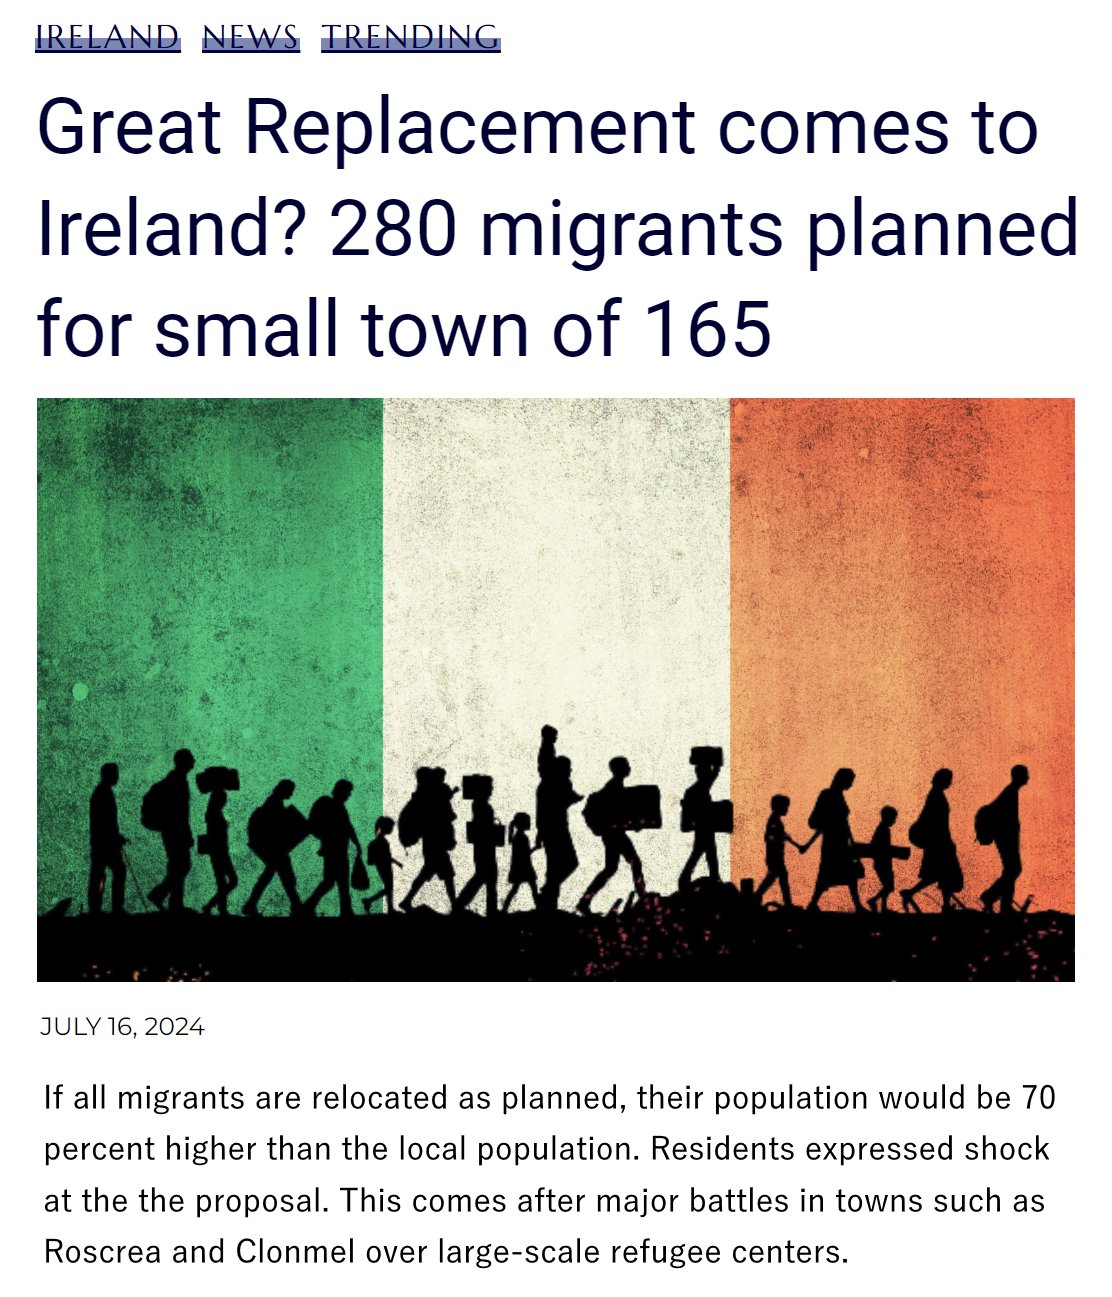 IRELAND NEWS TRENDING
Great Replacement comes to
Ireland? 280 migrants planned
for small town of 165
JULY 16, 2024
If all migrants are relocated as planned, their population would be 70
percent higher than the local population. Residents expressed shock
at the the proposal. This comes after major battles in towns such as
Roscrea and Clonmel over large-scale refugee centers.